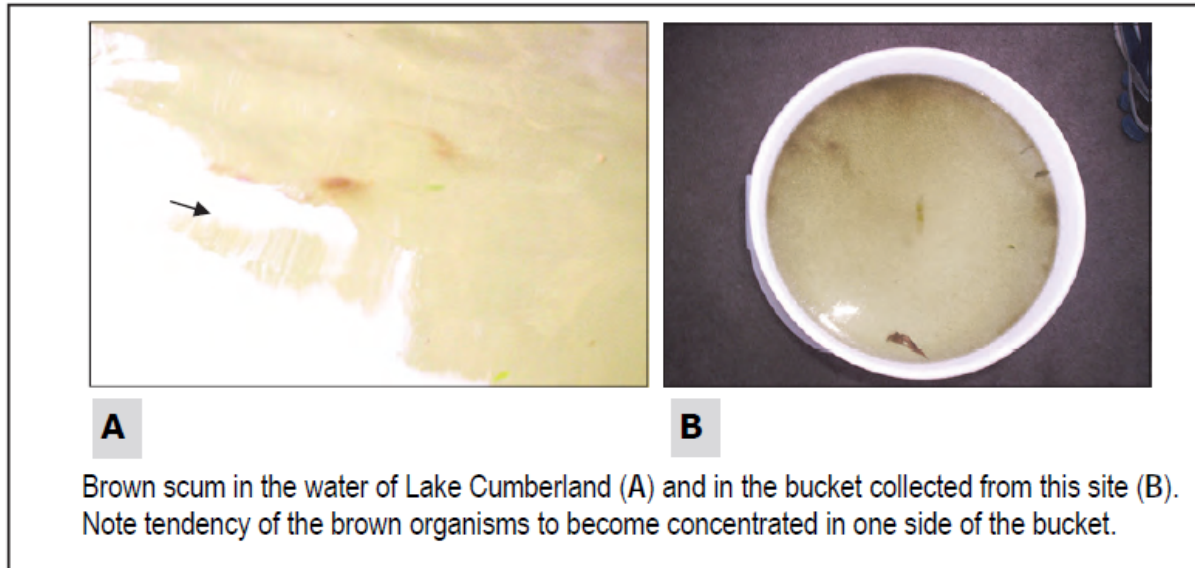 A
B
Brown scum in the water of Lake Cumberland (A) and in the bucket collected from this site (B).
Note tendency of the brown organisms to become concentrated in one side of the bucket.